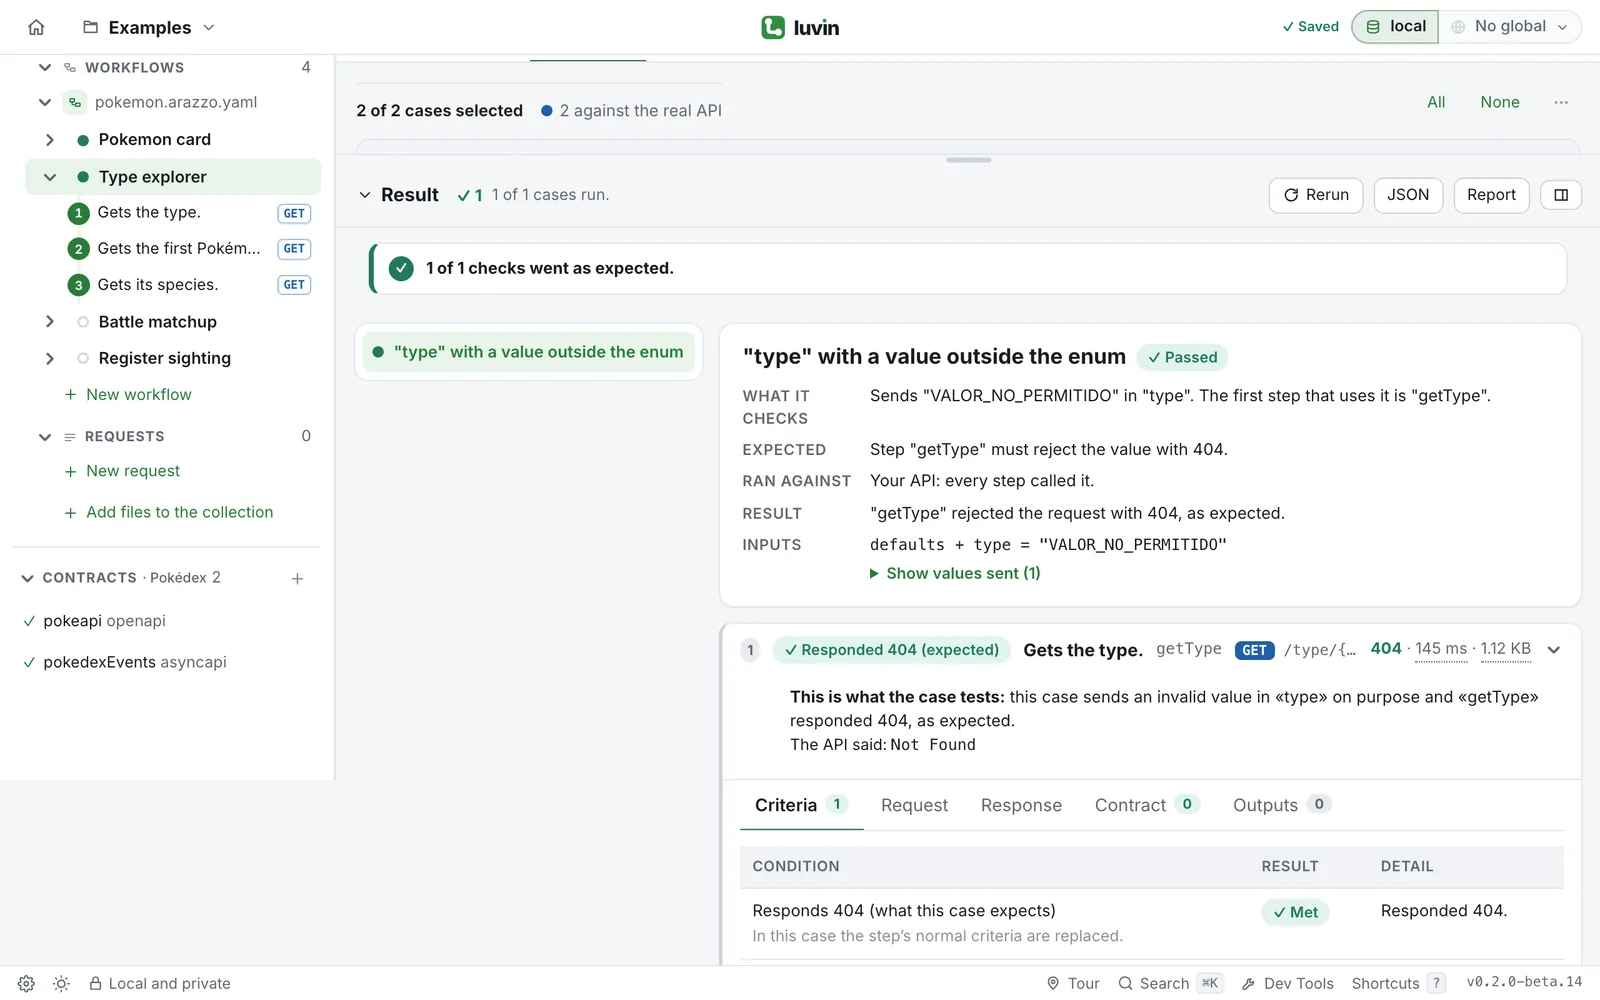 Examples
luvin
Saved
local
No global
WORKFLOWS 4
pokemon.arazzo.yaml
Pokemon card
Type explorer
1 Gets the type. GET
2 Gets the first Pokém... GET
3 Gets its species. GET
Battle matchup
Register sighting
+ New workflow
REQUESTS 0
+ New request
+ Add files to the collection
CONTRACTS · Pokédex 2 +
pokeapi openapi
pokedexEvents asyncapi
2 of 2 cases selected 2 against the real API
All None ...
Result 1 1 of 1 cases run.
Rerun JSON Report
1 of 1 checks went as expected.
"type" with a value outside the enum
"type" with a value outside the enum Passed
WHAT IT CHECKS Sends "VALOR_NO_PERMITIDO" in "type". The first step that uses it is "getType".
EXPECTED Step "getType" must reject the value with 404.
RAN AGAINST Your API: every step called it.
RESULT "getType" rejected the request with 404, as expected.
INPUTS defaults + type = "VALOR_NO_PERMITIDO"
Show values sent (1)
1 Responded 404 (expected) Gets the type. getType GET /type/{... 404 · 145 ms · 1.12 KB
This is what the case tests: this case sends an invalid value in «type» on purpose and «getType»
responded 404, as expected.
The API said: Not Found
Criteria 1 Request Response Contract 0 Outputs 0
CONDITION RESULT DETAIL
Responds 404 (what this case expects) Met Responded 404.
In this case the step's normal criteria are replaced.
Local and private
Tour Search ⌘K Dev Tools Shortcuts ? v0.2.0-beta.14